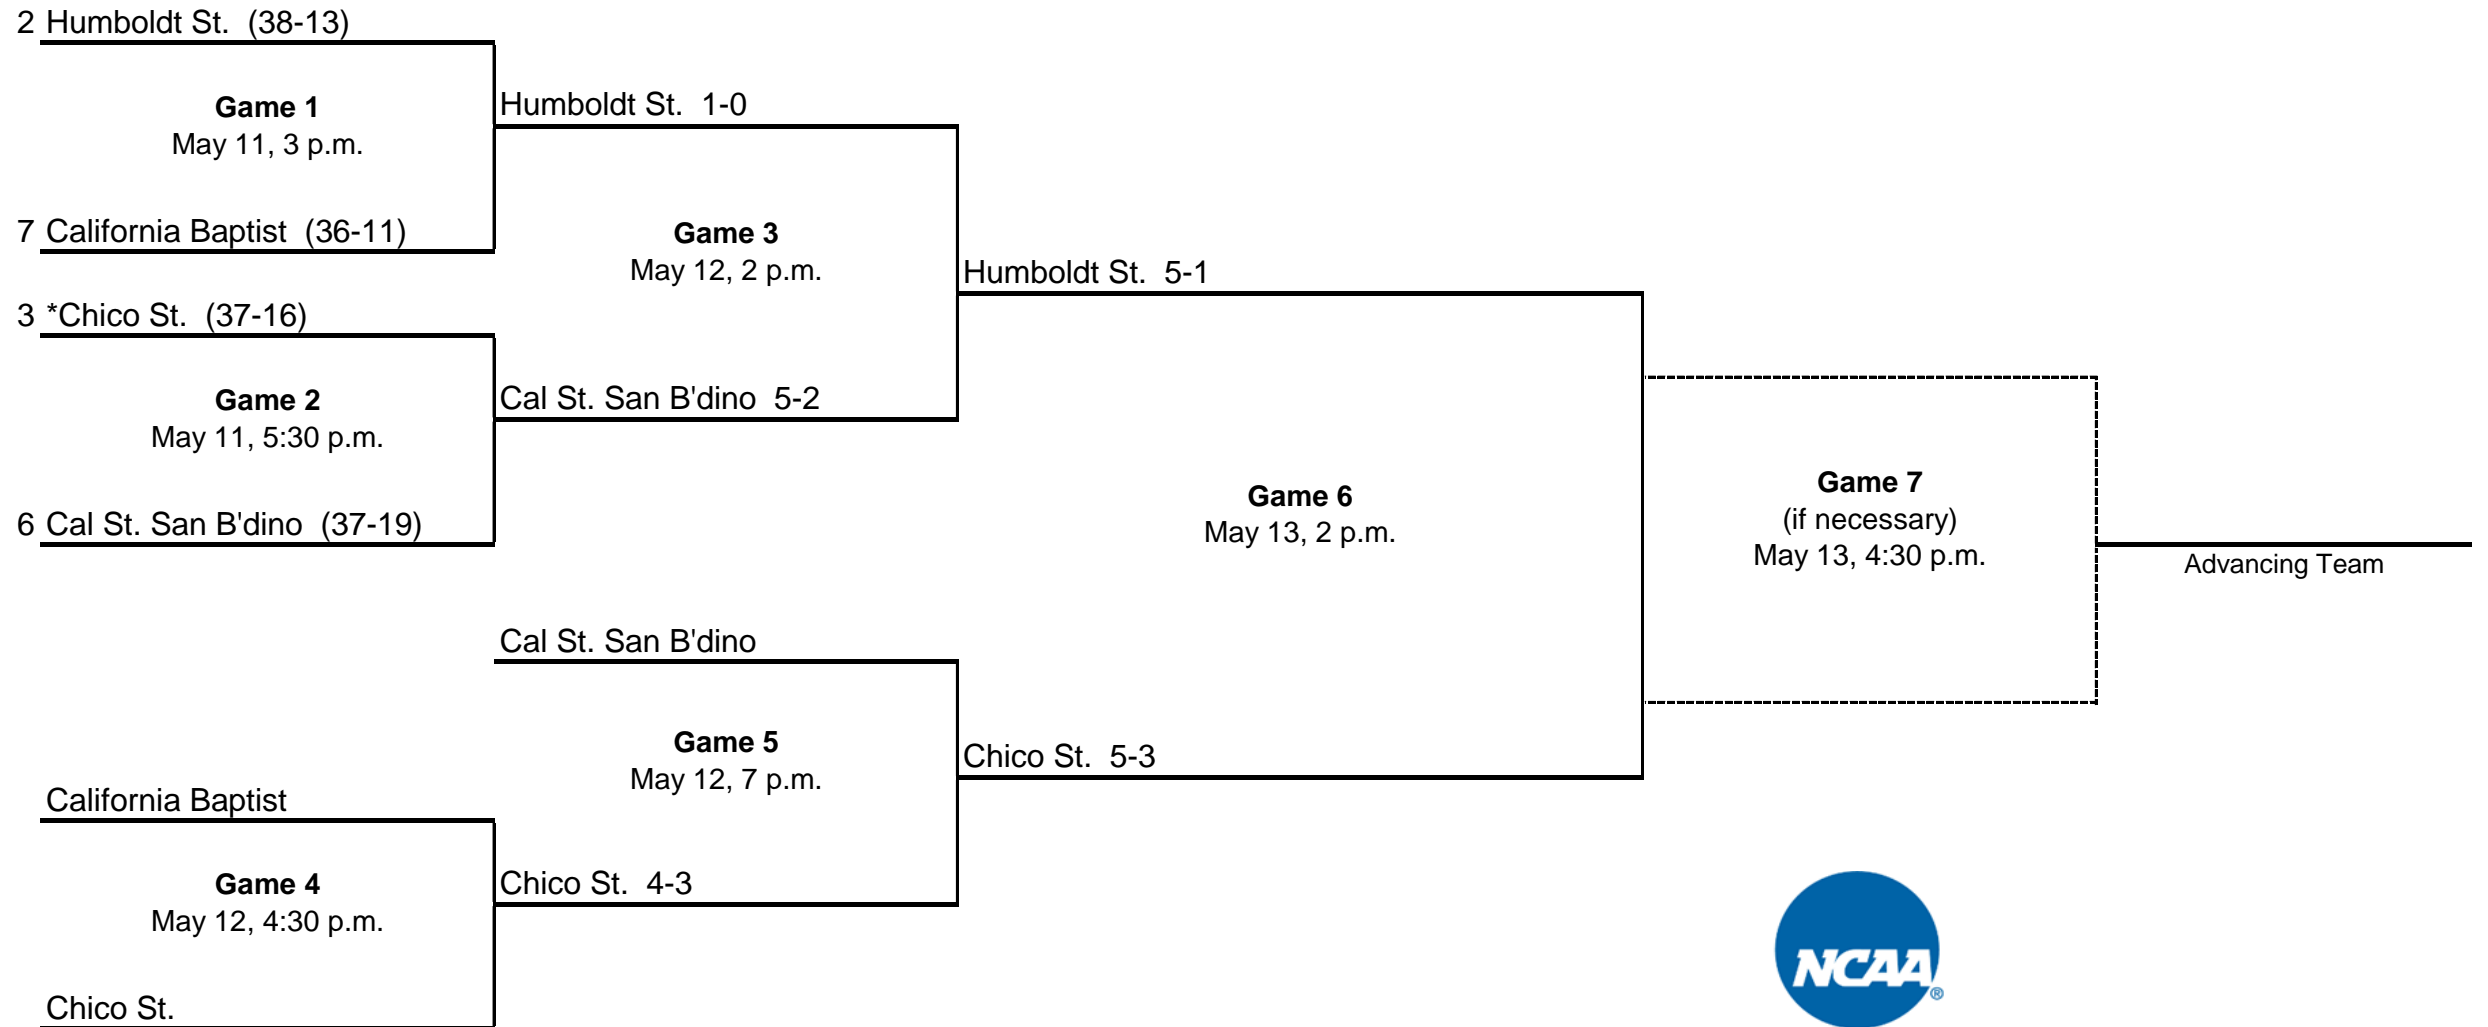 2 Humboldt St. (38-13)
Game 1
May 11, 3 p.m.
7 California Baptist (36-11)
Humboldt St. 1-0
3 *Chico St. (37-16)
Game 2
May 11, 5:30 p.m.
6 Cal St. San B'dino (37-19)
Cal St. San B'dino 5-2
Game 3
May 12, 2 p.m.
Humboldt St. 5-1
California Baptist
Game 4
May 12, 4:30 p.m.
Chico St.
Cal St. San B'dino
Game 5
May 12, 7 p.m.
Chico St. 4-3
Chico St. 5-3
Game 6
May 13, 2 p.m.
Game 7
(if necessary)
May 13, 4:30 p.m.
Advancing Team
NCAA®